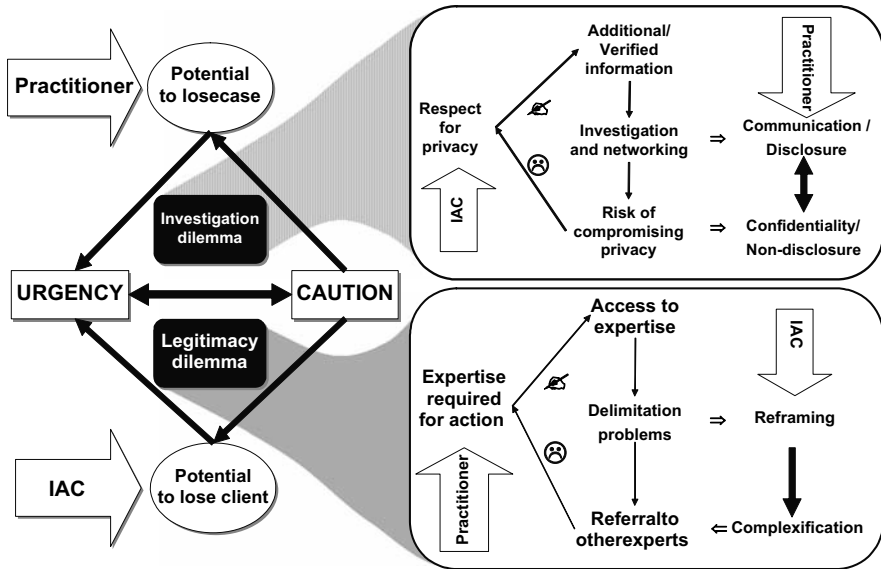 Practitioner
Potential
to losecase
Investigation
dilemma
URGENCY
CAUTION
Legitimacy
dilemma
IAC
Potential
to lose client
Additional/
Verified
information
Respect
for
privacy
Investigation
and networking
⇒
Communication /
Disclosure
Practitioner
IAC
Risk of
compromising
privacy
⇒
Confidentiality/
Non-disclosure
Access to
expertise
IAC
Expertise
required
for action
Delimitation
problems
⇒
Reframing
Practitioner
Referralto
otherexperts
⇐
Complexification